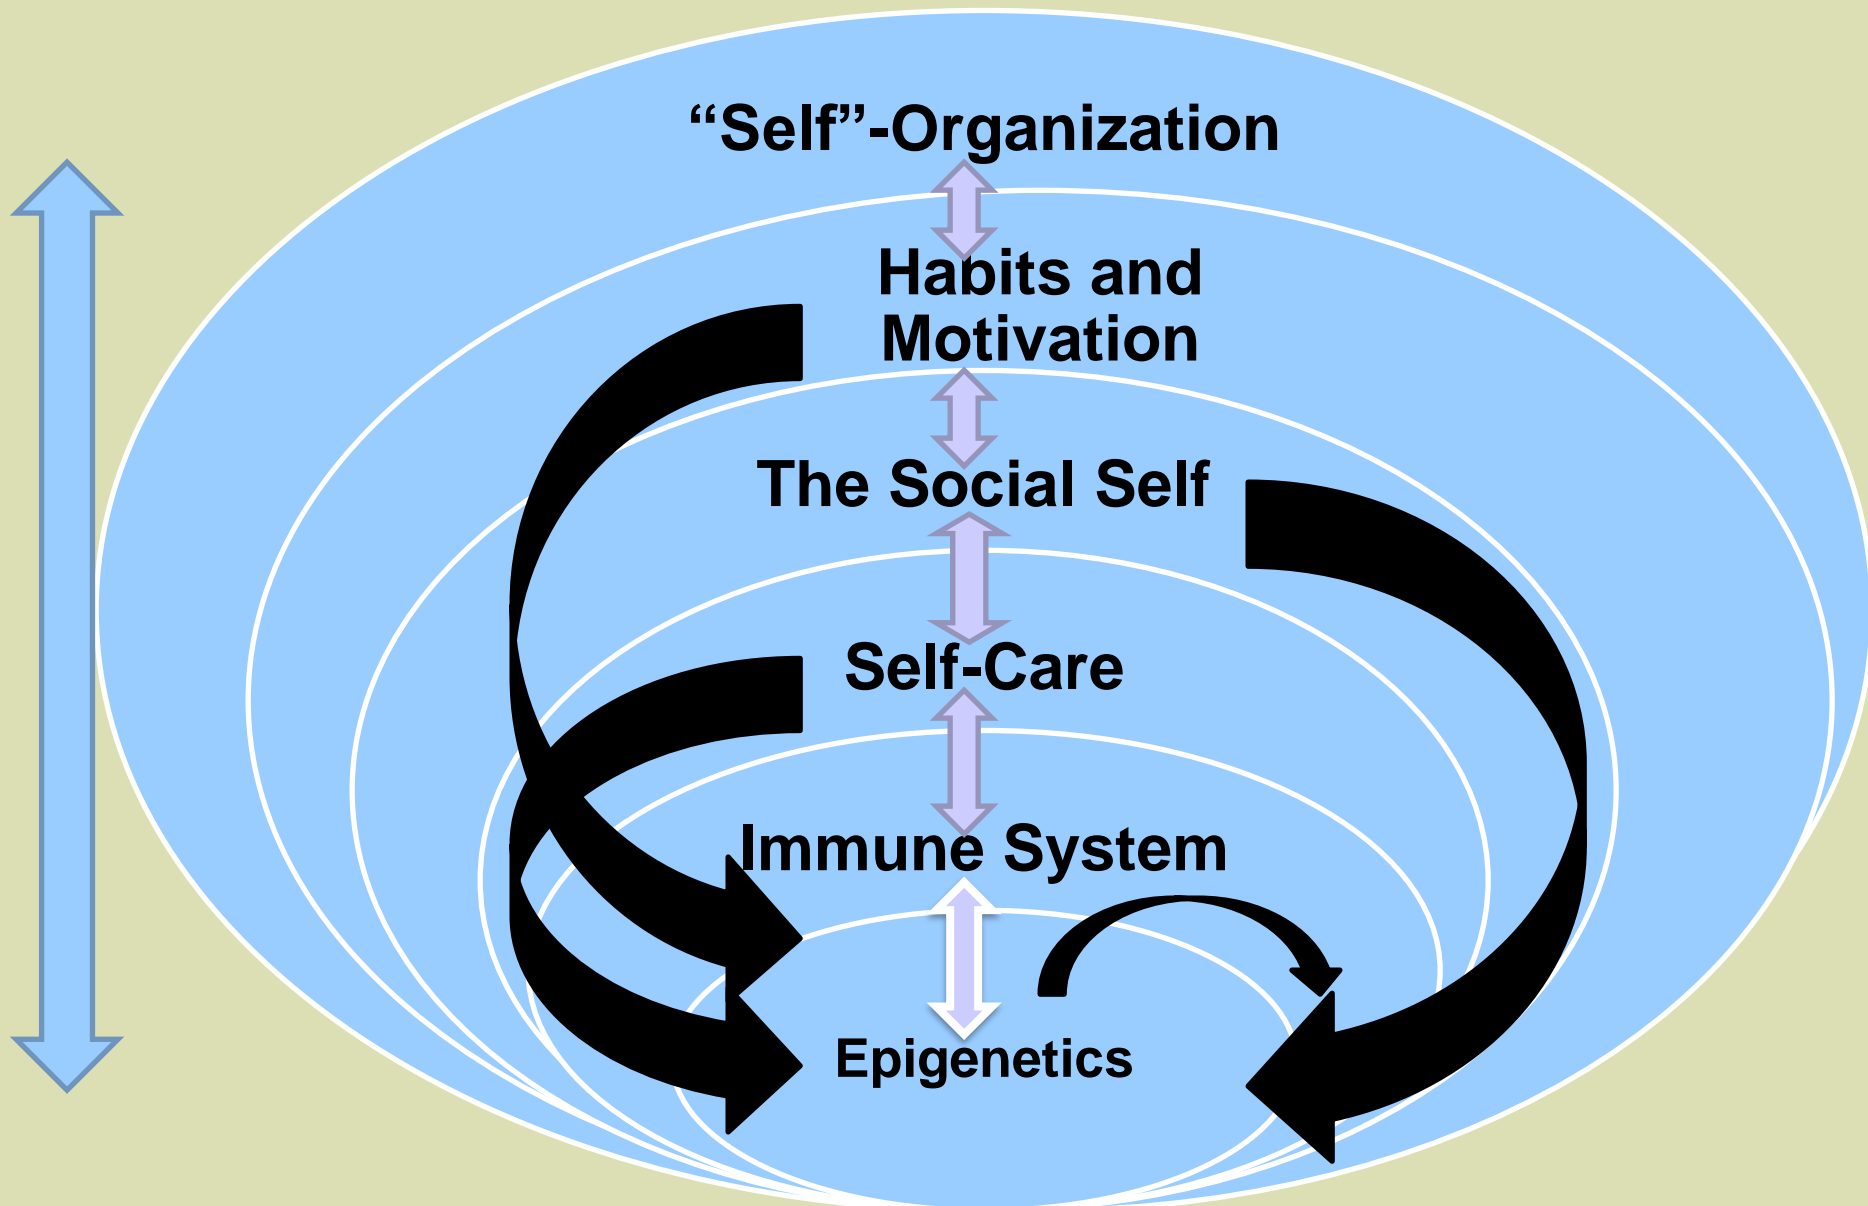 “Self”-Organization
Habits and
Motivation
The Social Self
Self-Care
Immune System
Epigenetics